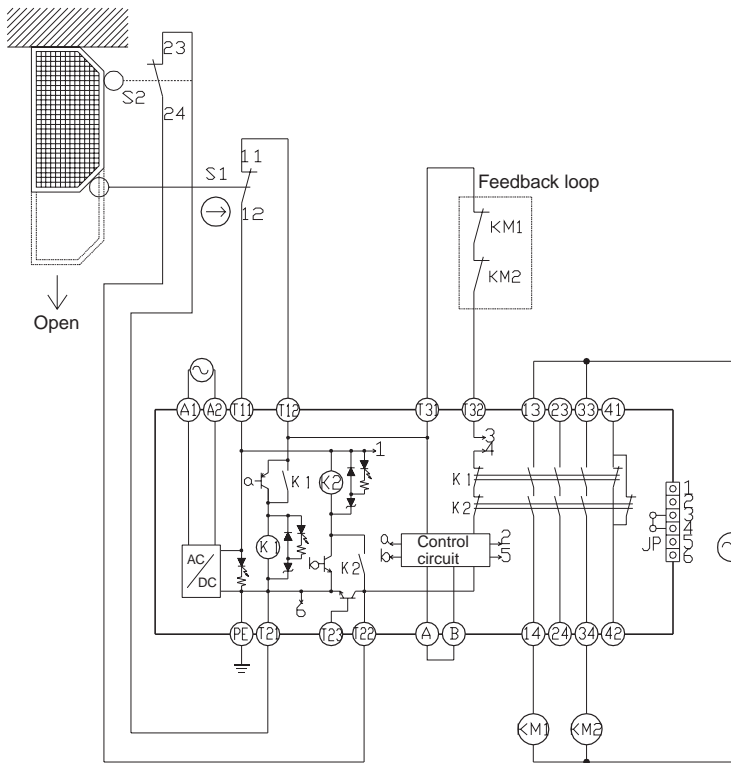 23
S2
24
11
S1
12
Open
Feedback loop
KM1
KM2
A1 A2 T11 T12 T31 T32 13 23 33 41
1
3
4
a K1 K2
K1
K2
1
2
3
4
5
6
JP
K1
b K2
a Control circuit 2
b 5
AC/DC
6
PE T21 T23 T22 A B 14 24 34 42
KM1 KM2